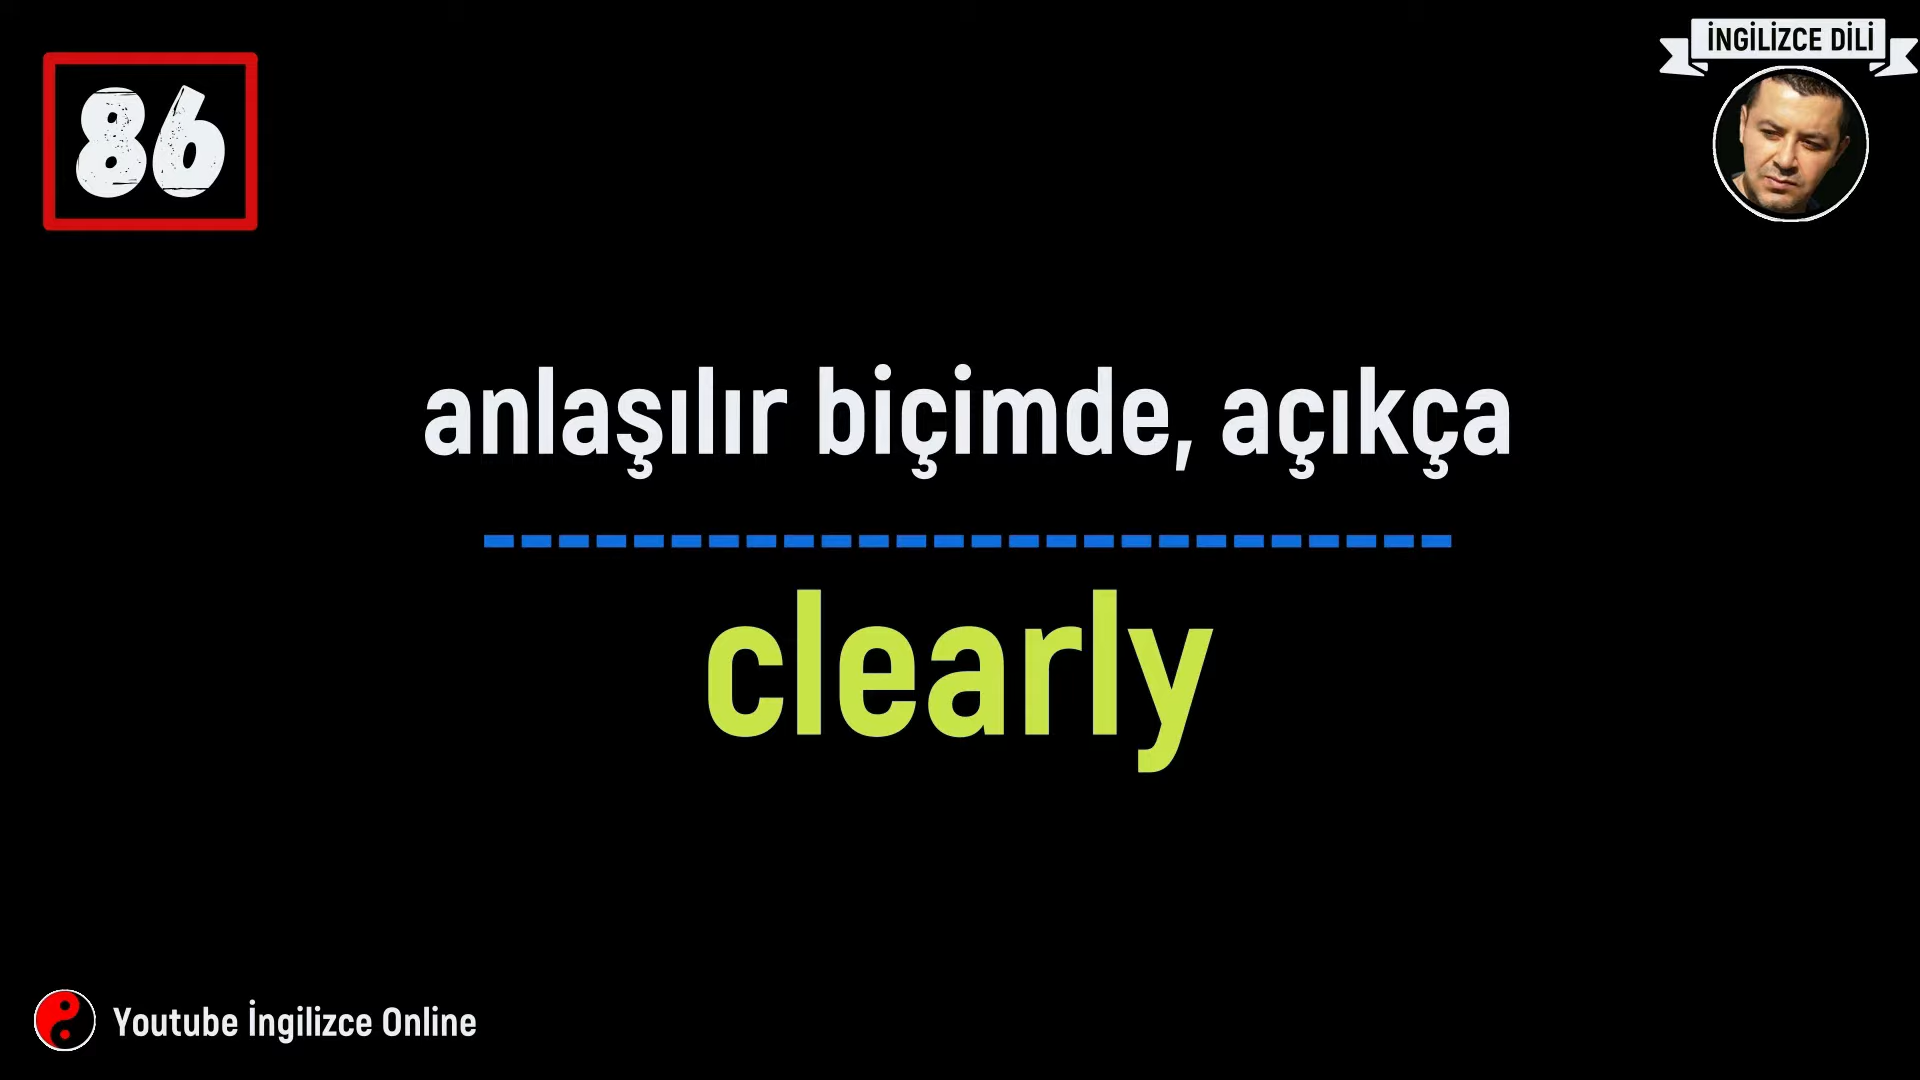 86
İNGİLİZCE DİLİ
anlaşılır biçimde, açıkça
clearly
Youtube İngilizce Online